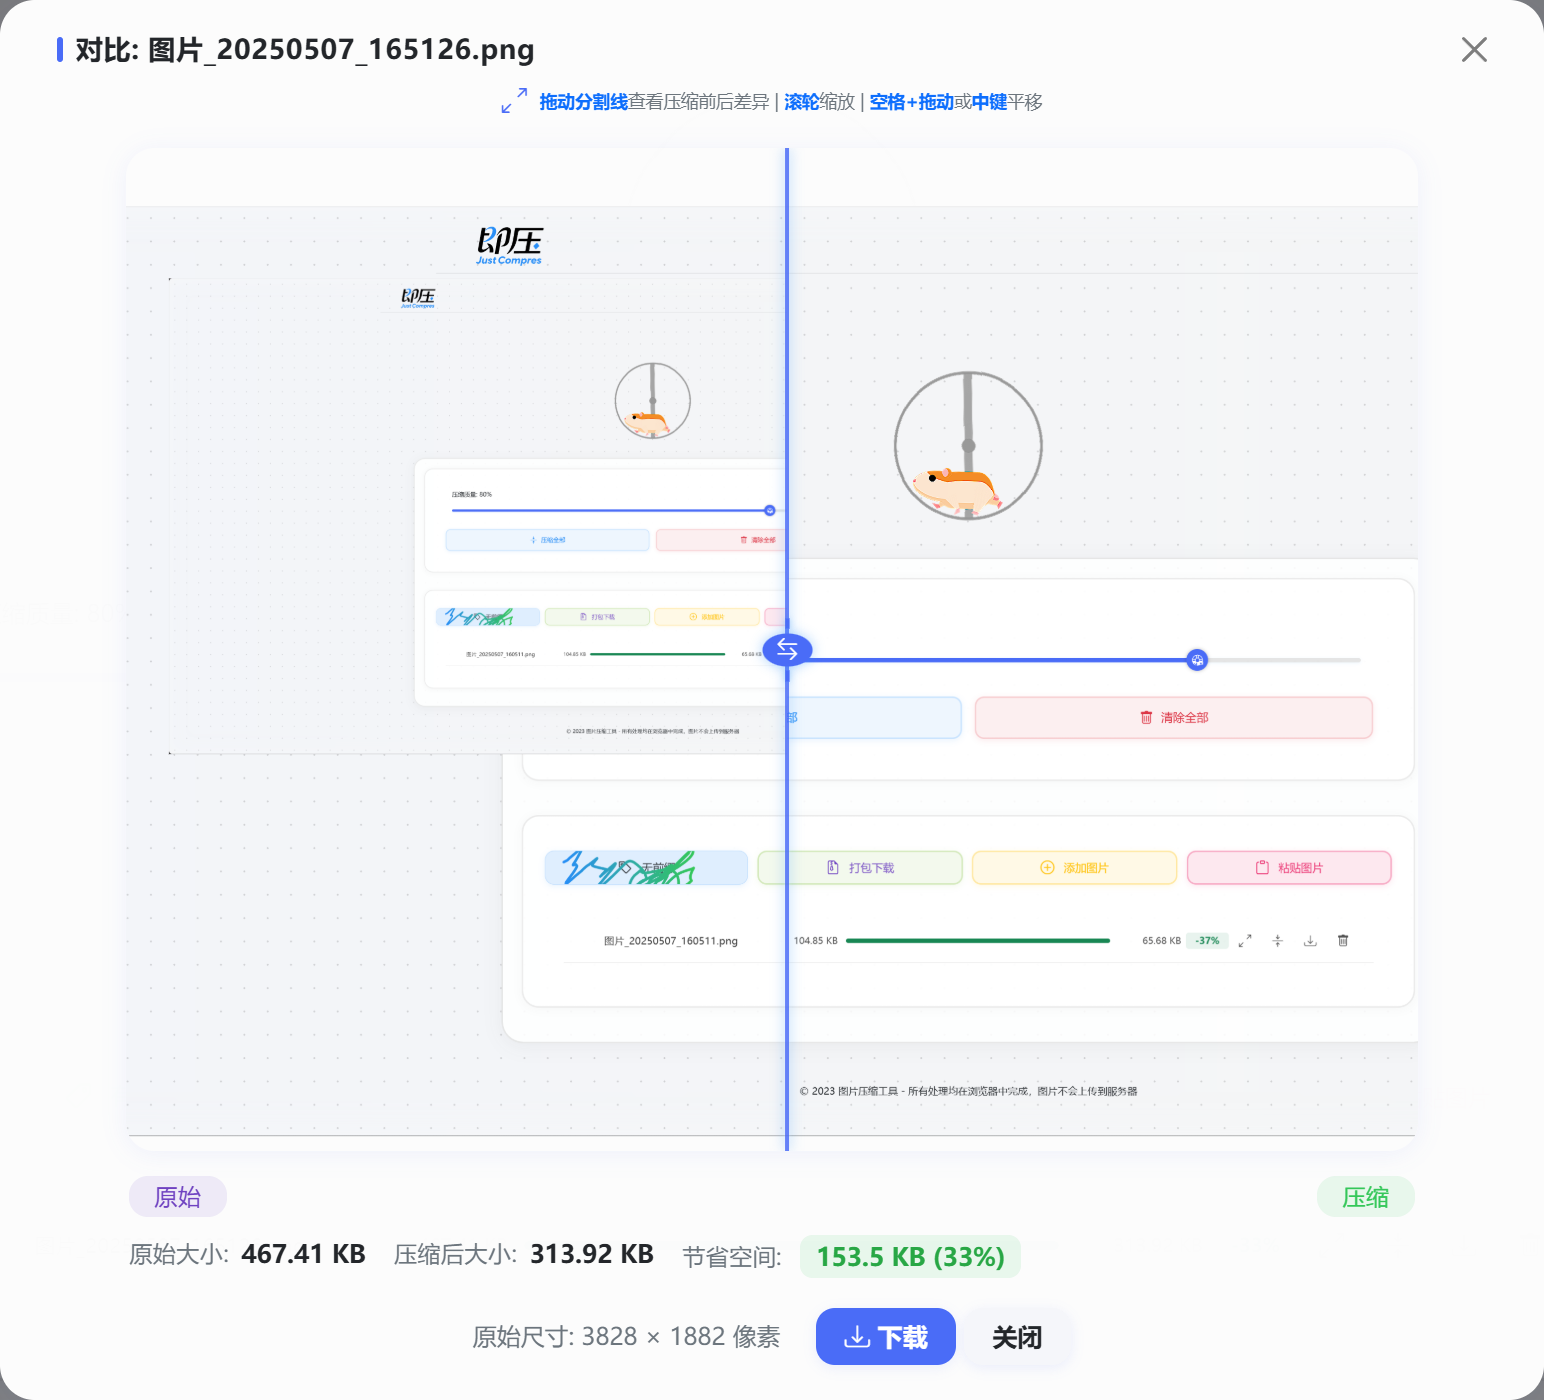 对比: 图片_20250507_165126.png
拖动分割线查看压缩前后差异 | 滚轮缩放 | 空格+拖动或中键平移
即压
Just Compres
即压
Just Compres
压缩质量: 80%
压缩全部
清除全部
无前缀
打包下载
添加图片
图片_20250507_160511.png
104.85 KB
65.68 KB
© 2023 图片压缩工具 - 所有处理均在浏览器中完成，图片不会上传到服务器
部
清除全部
无前缀
打包下载
添加图片
粘贴图片
图片_20250507_160511.png
104.85 KB
65.68 KB
-37%
© 2023 图片压缩工具 - 所有处理均在浏览器中完成，图片不会上传到服务器
原始
压缩
原始大小: 467.41 KB 压缩后大小: 313.92 KB 节省空间: 153.5 KB (33%)
原始尺寸: 3828 × 1882 像素
下载
关闭